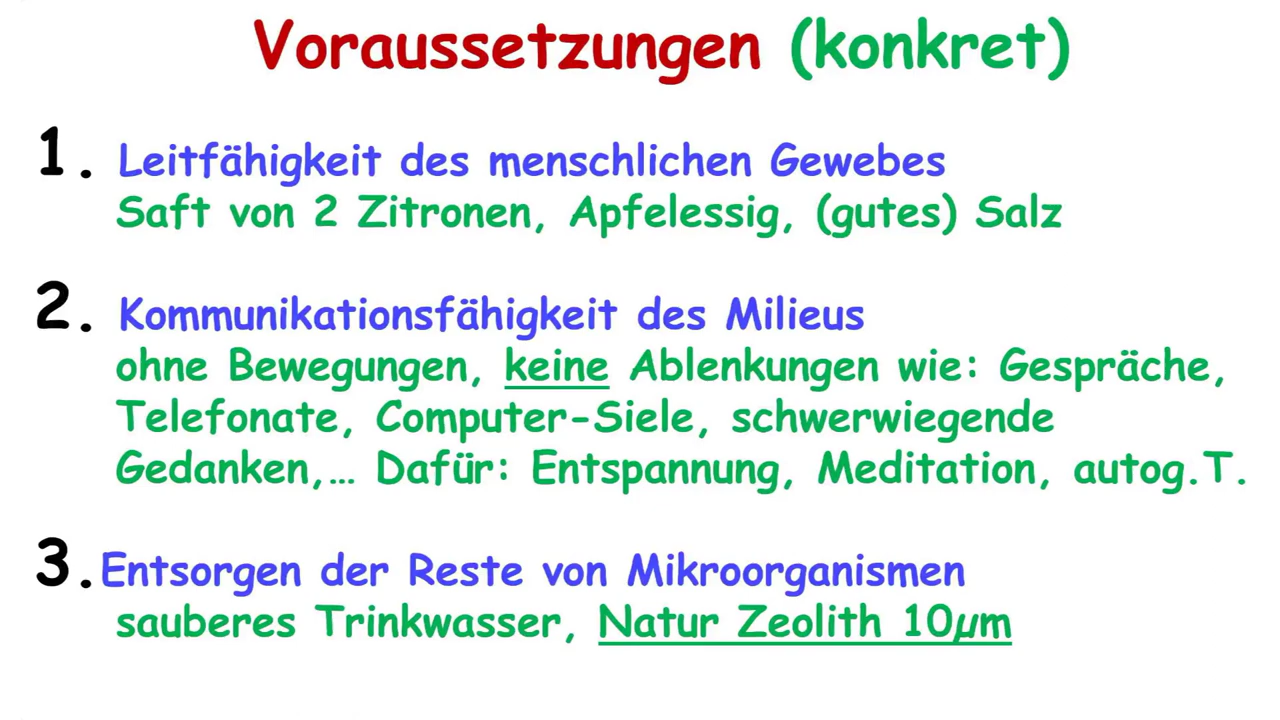 Voraussetzungen (konkret)
1. Leitfähigkeit des menschlichen Gewebes
Saft von 2 Zitronen, Apfelessig, (gutes) Salz
2. Kommunikationsfähigkeit des Milieus
ohne Bewegungen, keine Ablenkungen wie: Gespräche,
Telefonate, Computer-Siele, schwerwiegende
Gedanken,... Dafür: Entspannung, Meditation, autog.T.
3. Entsorgen der Reste von Mikroorganismen
sauberes Trinkwasser, Natur Zeolith 10µm